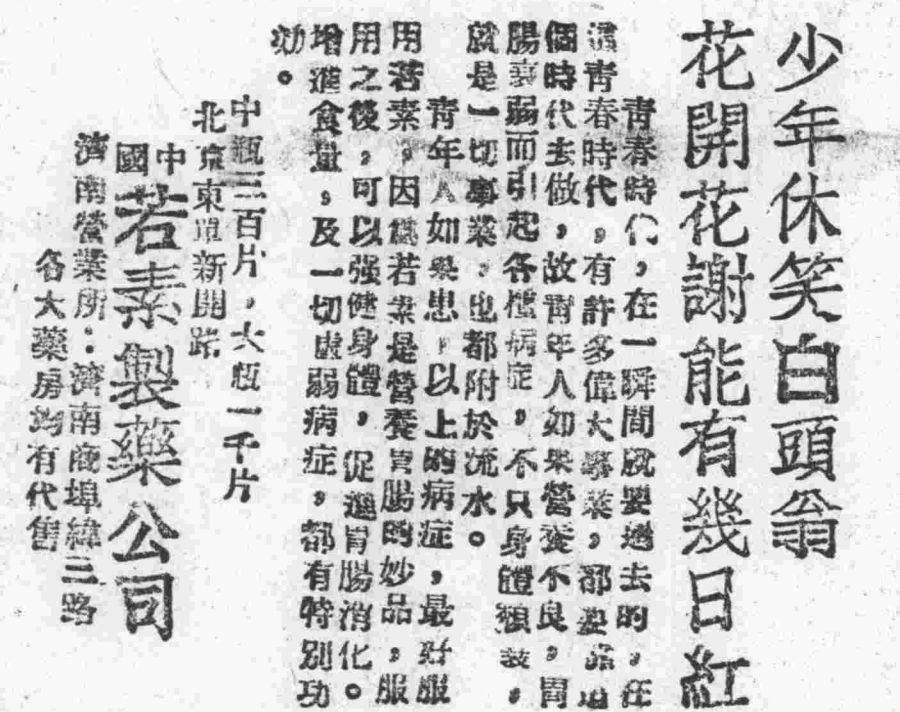 少年休笑白頭翁
花開花謝能有幾日紅
青春時代，在一瞬間就要過去的，在
這青春時代，有許多偉大事業，都要靠這
個時代去做，故靑年人如果營養不良，胃
腸衰弱而引起各種病症，不只身體頹衰，
就是一切事業，也都附於流水。
靑年人如果患了以上的病症，最好服
用若素，因為若素是營養胃腸的妙品，服
用之後，可以强健身體，促進胃腸消化。
增進食量，及一切虛弱病症，都有特別功
効。
中瓶三百片，大瓶一千片
北京東單新開路
中國若素製藥公司
濟南營業所：濟南商埠緯三路
各大藥房均有代售